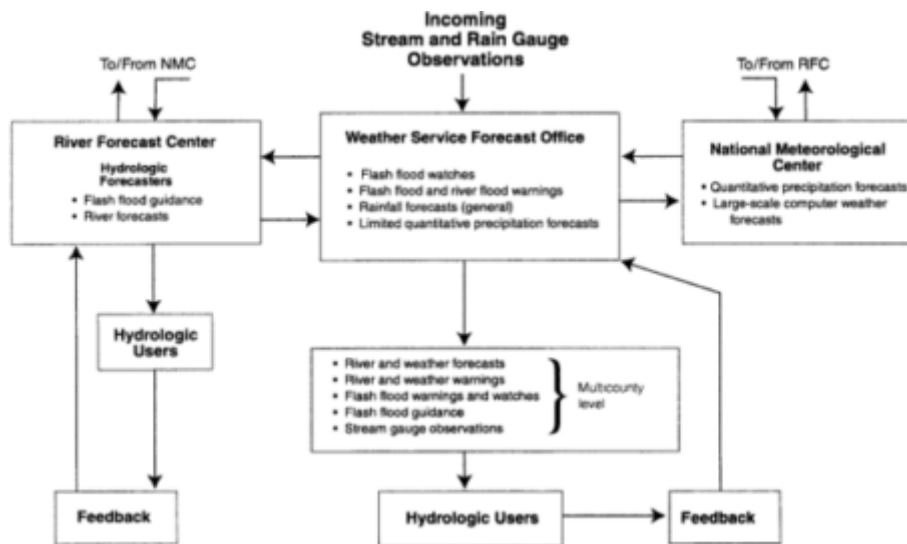 Incoming
Stream and Rain Gauge
Observations
To/From NMC
To/From RFC
River Forecast Center
Hydrologic
Forecasters
• Flash flood guidance
• River forecasts
Weather Service Forecast Office
• Flash flood watches
• Flash flood and river flood warnings
• Rainfall forecasts (general)
• Limited quantitative precipitation forecasts
National Meteorological
Center
• Quantitative precipitation forecasts
• Large-scale computer weather
forecasts
Hydrologic
Users
• River and weather forecasts
• River and weather warnings
• Flash flood warnings and watches
• Flash flood guidance
• Stream gauge observations
Multicounty
level
Feedback
Hydrologic Users
Feedback